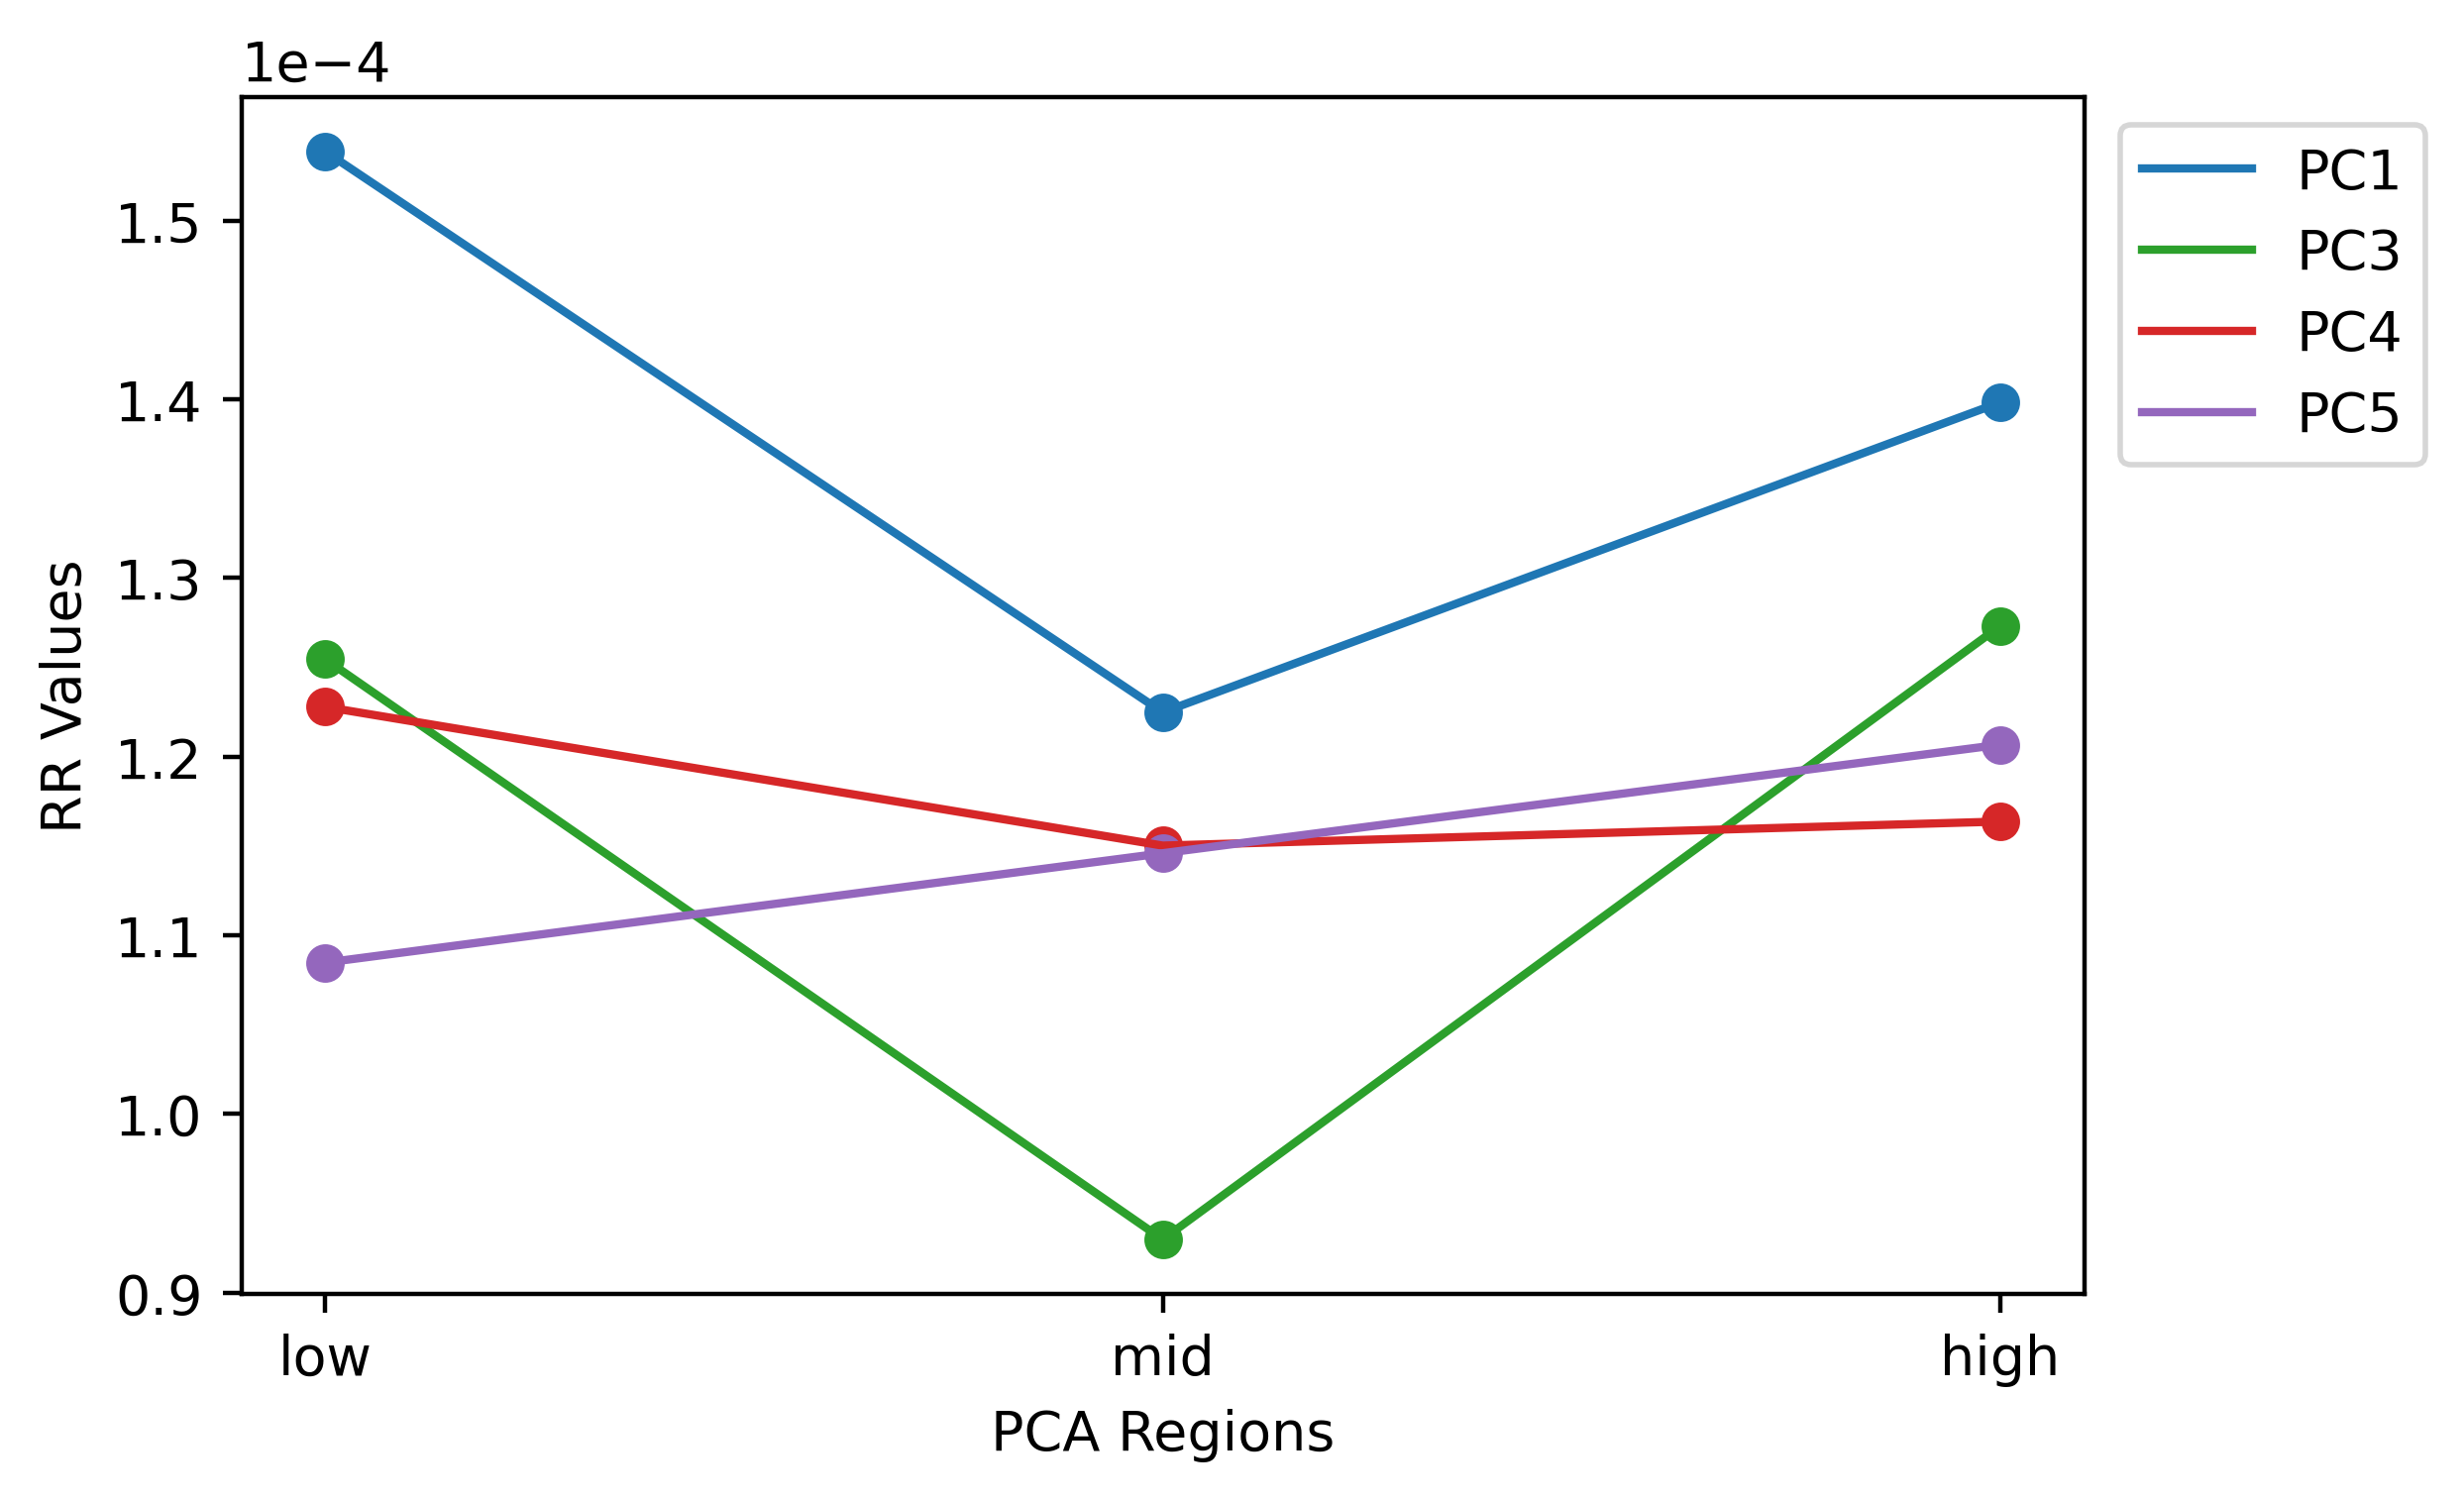 1e−4
1.5
1.4
1.3
1.2
1.1
1.0
0.9
RR Values
low
mid
high
PCA Regions
PC1
PC3
PC4
PC5